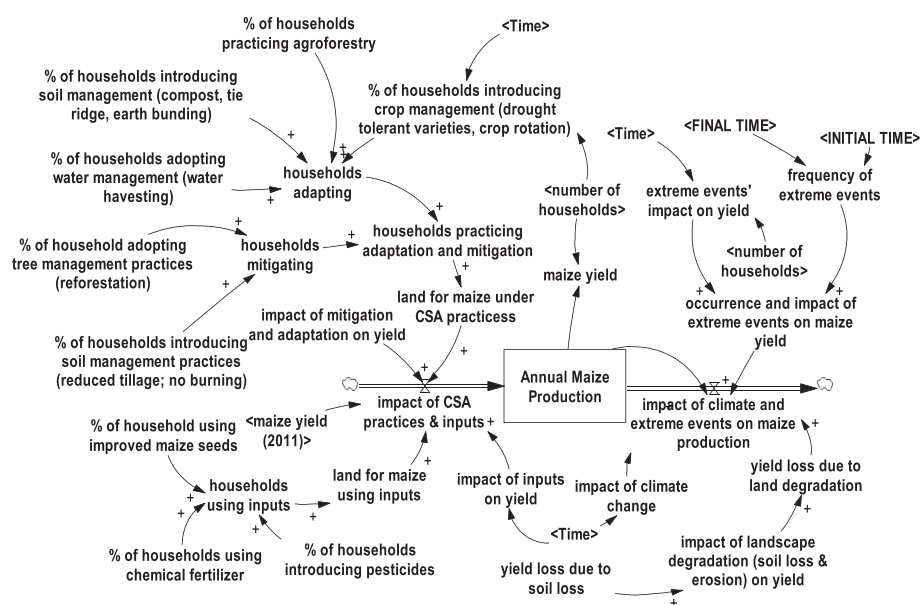 % of households
practicing agroforestry
<Time>
% of households introducing
soil management (compost, tie
ridge, earth bunding)
% of households introducing
crop management (drought
tolerant varieties, crop rotation)
% of households adopting
water management (water
havesting)
households
adapting
<Time>
<FINAL TIME>
<INITIAL TIME>
frequency of
extreme events
extreme events'
impact on yield
<number of
households>
<number of
households>
% of household adopting
tree management practices
(reforestation)
households
mitigating
households practicing
adaptation and mitigation
maize yield
land for maize under
CSA practicess
occurrence and impact of
extreme events on maize
yield
impact of mitigation
and adaptation on yield
% of households introducing
soil management practices
(reduced tillage; no burning)
Annual Maize
Production
impact of CSA
practices & inputs
impact of climate and
extreme events on maize
production
<maize yield
(2011)>
% of household using
improved maize seeds
land for maize
using inputs
households
using inputs
impact of inputs
on yield
impact of climate
change
yield loss due to
land degradation
<Time>
% of households using
chemical fertilizer
% of households
introducing pesticides
yield loss due to
soil loss
impact of landscape
degradation (soil loss &
erosion) on yield